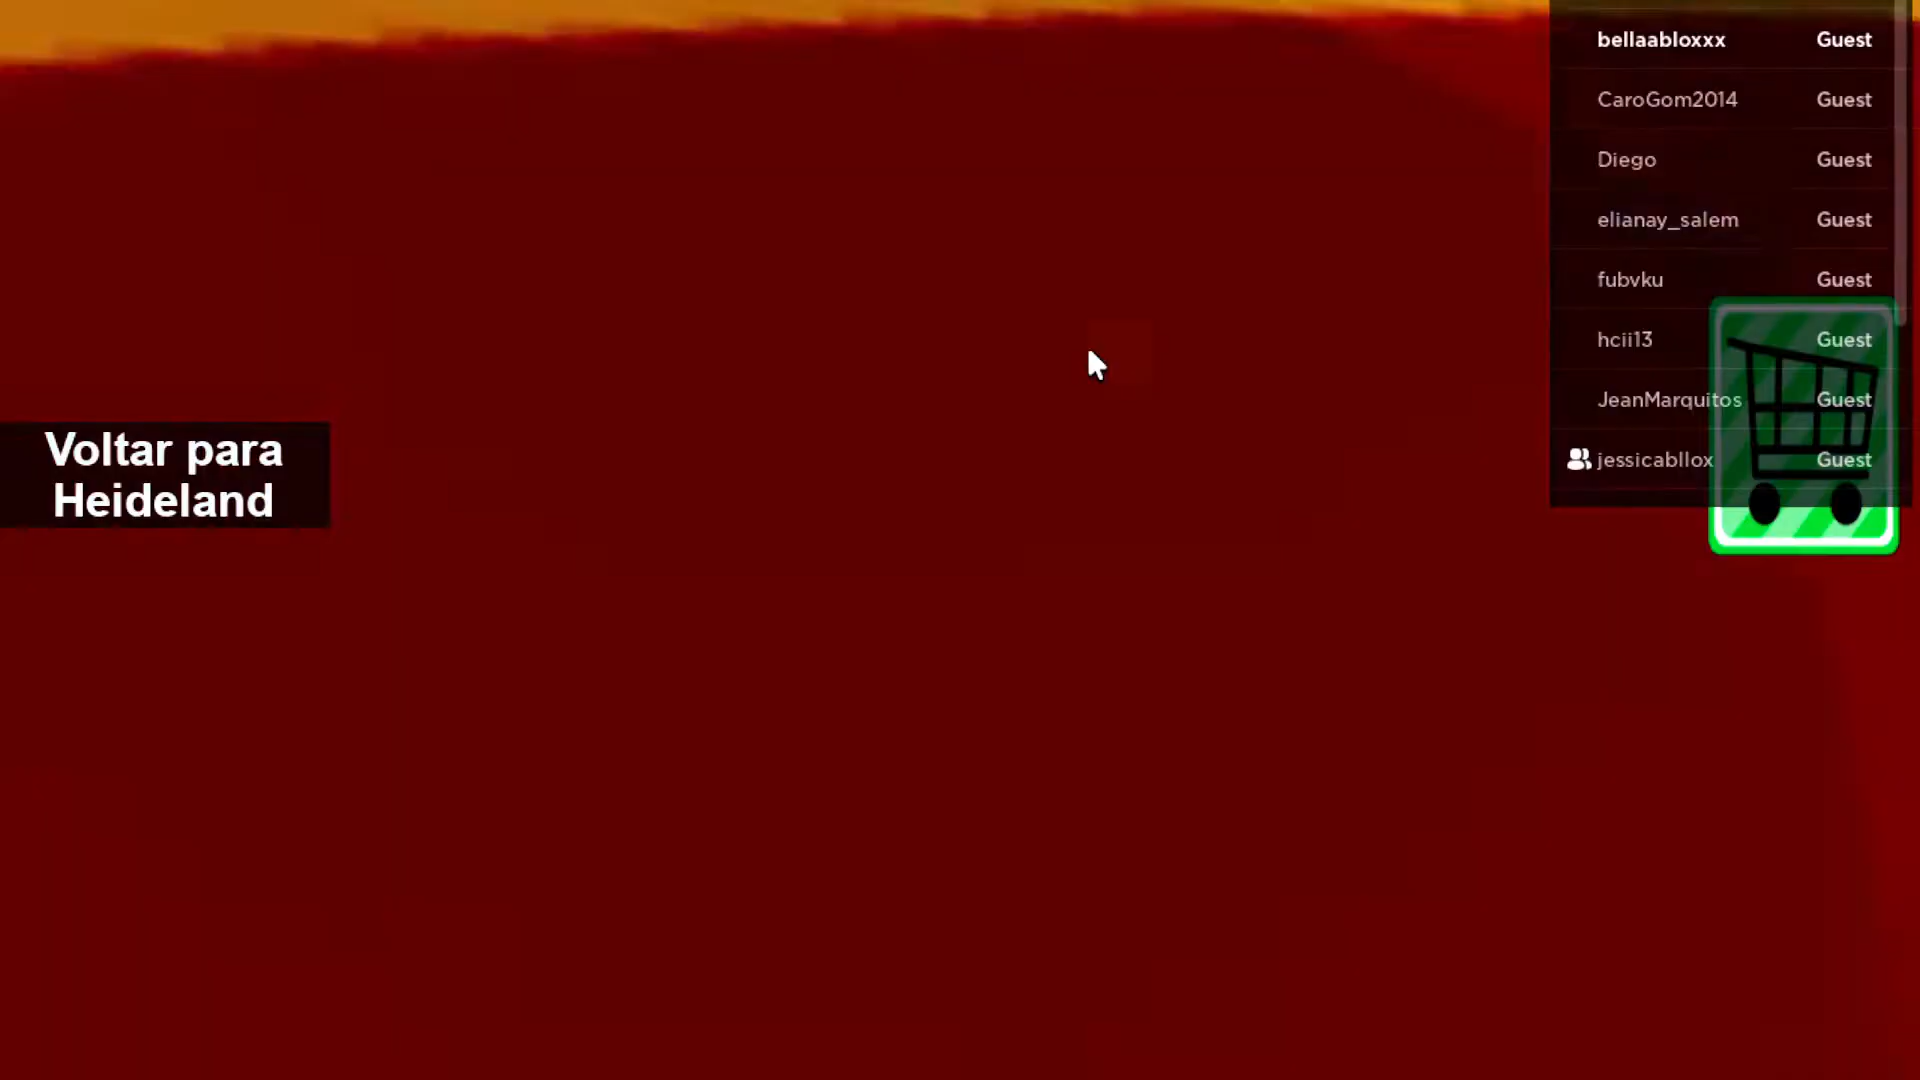 bellaabloxxx Guest
CaroGom2014 Guest
Diego Guest
elianay_salem Guest
fubvku Guest
hcii13 Guest
JeanMarquitos Guest
jessicabllox Guest
Voltar para
Heideland